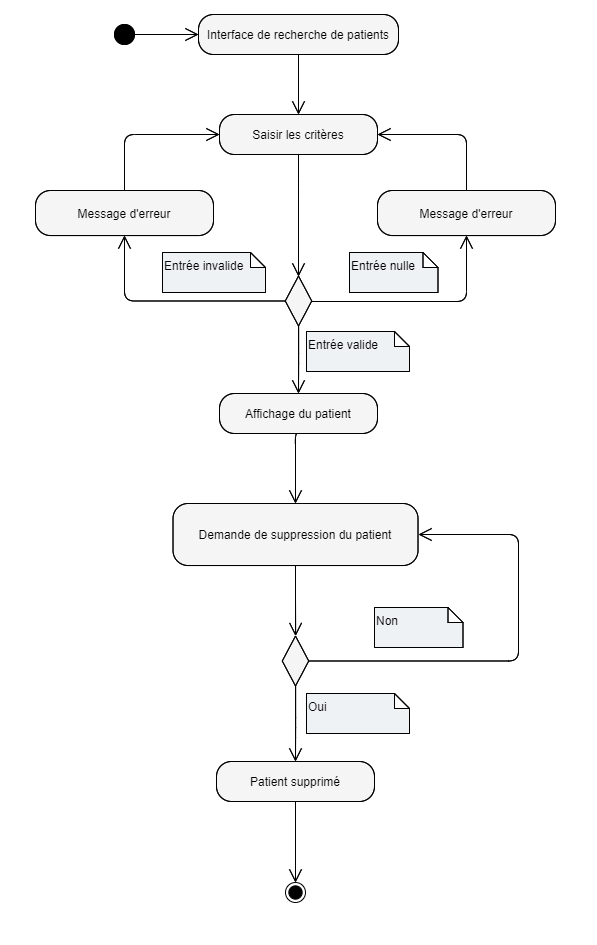 Interface de recherche de patients
Saisir les critères
Message d'erreur
Message d'erreur
Entrée invalide
Entrée nulle
Entrée valide
Affichage du patient
Demande de suppression du patient
Non
Oui
Patient supprimé